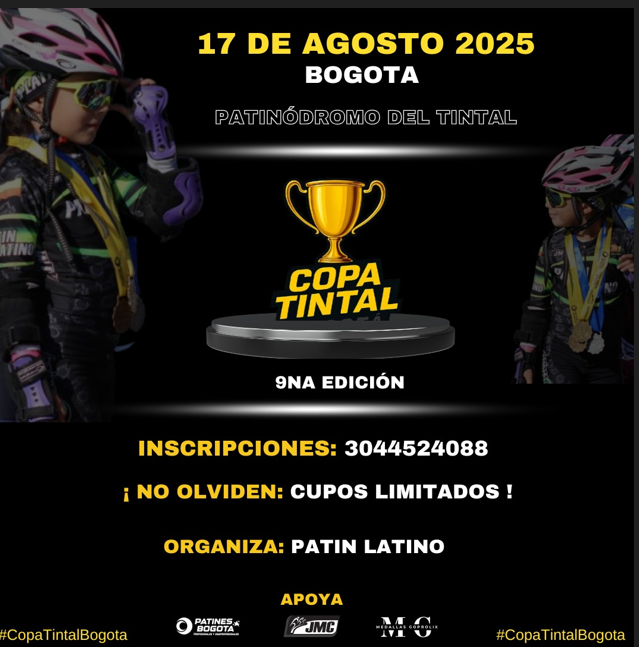 17 DE AGOSTO 2025
BOGOTA
PATINÓDROMO DEL TINTAL
COPA
TINTAL
9NA EDICIÓN
INSCRIPCIONES: 3044524088
¡ NO OLVIDEN: CUPOS LIMITADOS !
ORGANIZA: PATIN LATINO
APOYA
PATINES
BOGOTA
JMC
MEDALLAS
M G
#CopaTintalBogota
#CopaTintalBogota